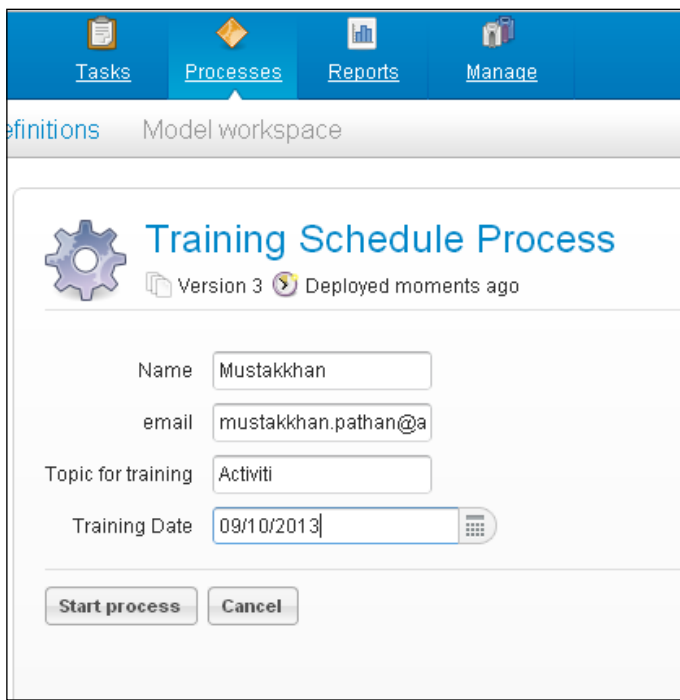 Tasks Processes Reports Manage
efinitions Model workspace
Training Schedule Process
Version 3 Deployed moments ago
Name Mustakkhan
email mustakkhan.pathan@a
Topic for training Activiti
Training Date 09/10/2013
Start process Cancel